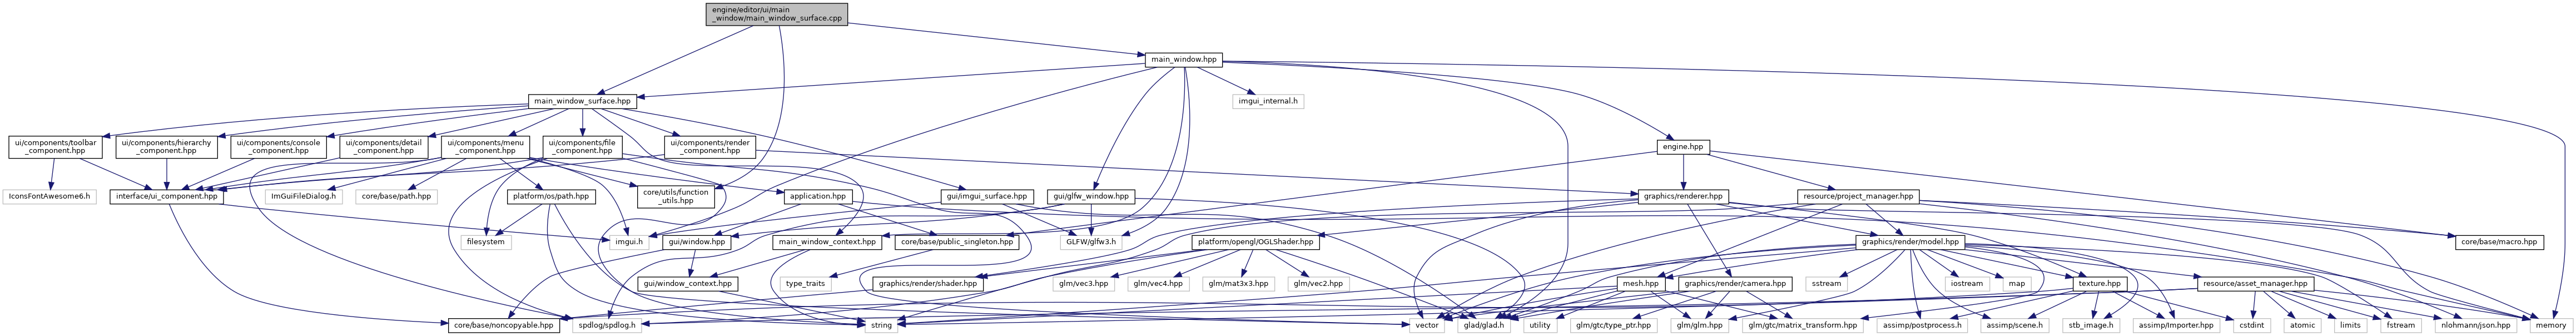 engine/editor/ui/main
_window/main_window_surface.cpp
main_window.hpp
main_window_surface.hpp
imgui_internal.h
ui/components/toolbar
_component.hpp
ui/components/hierarchy
_component.hpp
ui/components/console
_component.hpp
ui/components/detail
_component.hpp
ui/components/menu
_component.hpp
ui/components/file
_component.hpp
ui/components/render
_component.hpp
engine.hpp
IconsFontAwesome6.h
interface/ui_component.hpp
ImGuiFileDialog.h
core/base/path.hpp
platform/os/path.hpp
core/utils/function
_utils.hpp
application.hpp
gui/imgui_surface.hpp
gui/glfw_window.hpp
graphics/renderer.hpp
resource/project_manager.hpp
filesystem
imgui.h
gui/window.hpp
main_window_context.hpp
core/base/public_singleton.hpp
GLFW/glfw3.h
platform/opengl/OGLShader.hpp
graphics/render/model.hpp
core/base/macro.hpp
gui/window_context.hpp
type_traits
graphics/render/shader.hpp
glm/vec3.hpp
glm/vec4.hpp
glm/mat3x3.hpp
glm/vec2.hpp
mesh.hpp
graphics/render/camera.hpp
sstream
iostream
map
texture.hpp
resource/asset_manager.hpp
core/base/noncopyable.hpp
spdlog/spdlog.h
string
vector
glad/glad.h
utility
glm/gtc/type_ptr.hpp
glm/glm.hpp
glm/gtc/matrix_transform.hpp
assimp/postprocess.h
assimp/scene.h
stb_image.h
assimp/Importer.hpp
cstdint
atomic
limits
fstream
nlohmann/json.hpp
memory